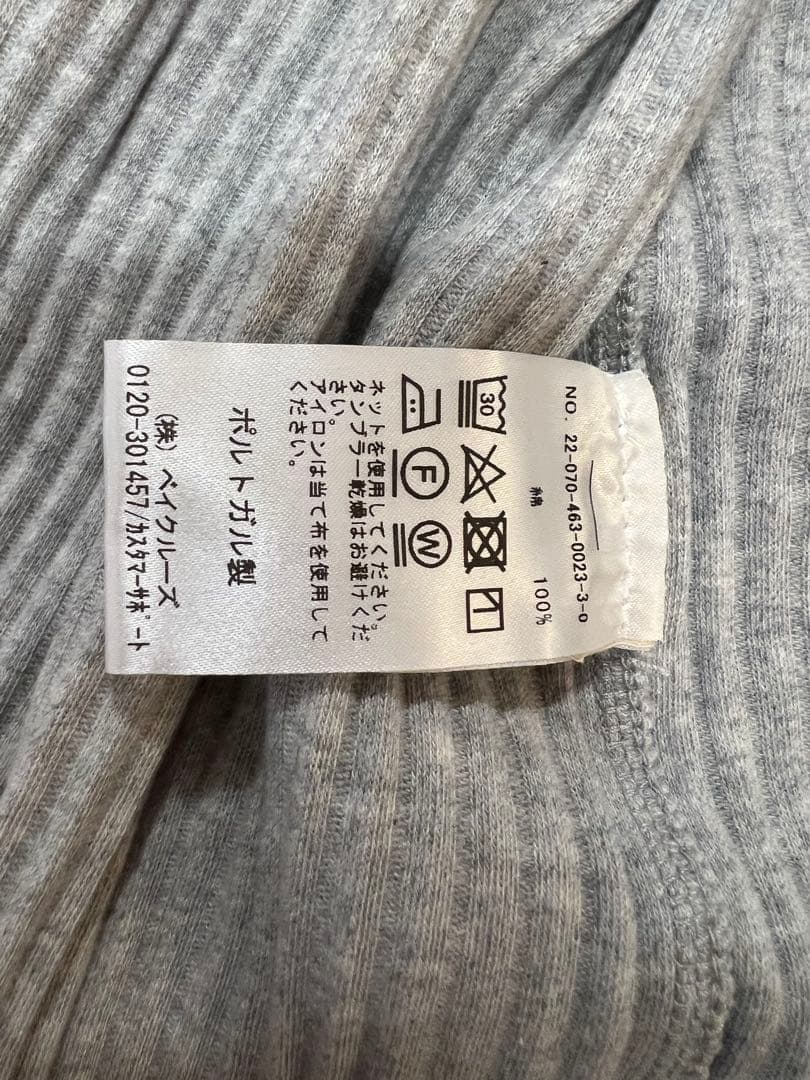 NO. 22-070-463-0023-3-0
綿 100%
30
F W
ネットを使用してください。
タンブラー乾燥はお避けくだ
さい。
アイロンは当て布を使用して
ください。
ポルトガル製
(株) ベイクルーズ
0120-301457/カスタマーサポート